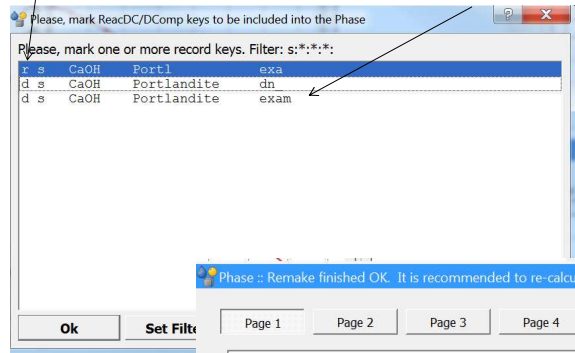 Please, mark ReacDC/DComp keys to be included into the Phase
Please, mark one or more record keys. Filter: s:*:*:*:
r s CaOH Portl exa
d s CaOH Portlandite dn_
d s CaOH Portlandite exam
Phase :: Remake finished OK. It is recommended to re-calcu
Ok Set Filte
Page 1 Page 2 Page 3 Page 4